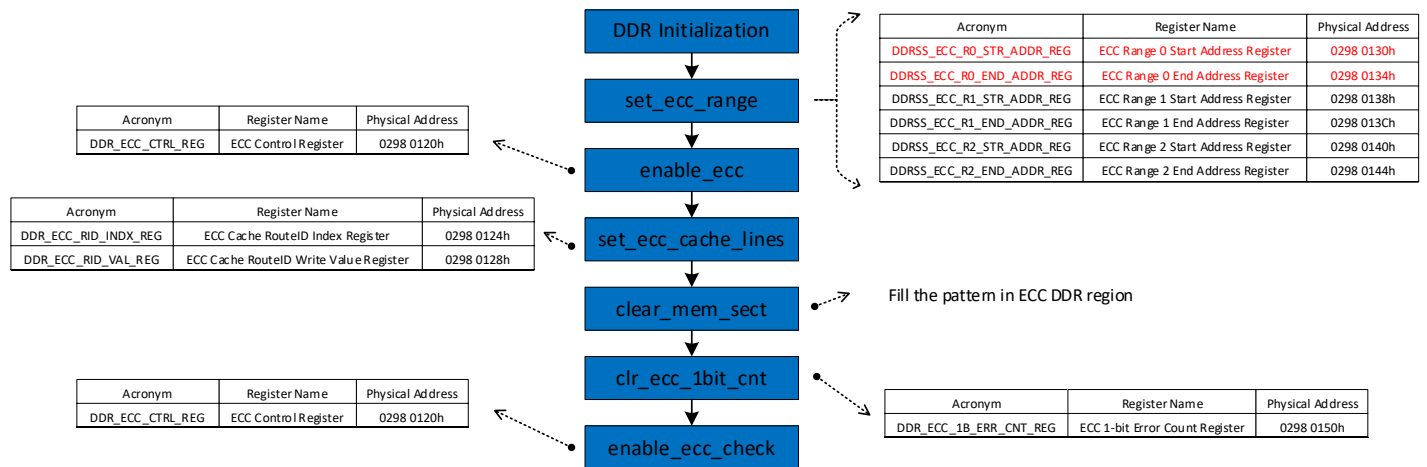 DDR Initialization
Acronym Register Name Physical Address
DDRSS_ECC_R0_STR_ADDR_REG ECC Range 0 Start Address Register 0298 0130h
DDRSS_ECC_R0_END_ADDR_REG ECC Range 0 End Address Register 0298 0134h
DDRSS_ECC_R1_STR_ADDR_REG ECC Range 1 Start Address Register 0298 0138h
DDRSS_ECC_R1_END_ADDR_REG ECC Range 1 End Address Register 0298 013Ch
DDRSS_ECC_R2_STR_ADDR_REG ECC Range 2 Start Address Register 0298 0140h
DDRSS_ECC_R2_END_ADDR_REG ECC Range 2 End Address Register 0298 0144h
set_ecc_range
Acronym Register Name Physical Address
DDR_ECC_CTRL_REG ECC Control Register 0298 0120h
enable_ecc
Acronym Register Name Physical Address
DDR_ECC_RID_INDX_REG ECC Cache RouteID Index Register 0298 0124h
DDR_ECC_RID_VAL_REG ECC Cache RouteID Write Value Register 0298 0128h
set_ecc_cache_lines
clear_mem_sect
Fill the pattern in ECC DDR region
clr_ecc_1bit_cnt
Acronym Register Name Physical Address
DDR_ECC_CTRL_REG ECC Control Register 0298 0120h
Acronym Register Name Physical Address
DDR_ECC_1B_ERR_CNT_REG ECC 1-bit Error Count Register 0298 0150h
enable_ecc_check